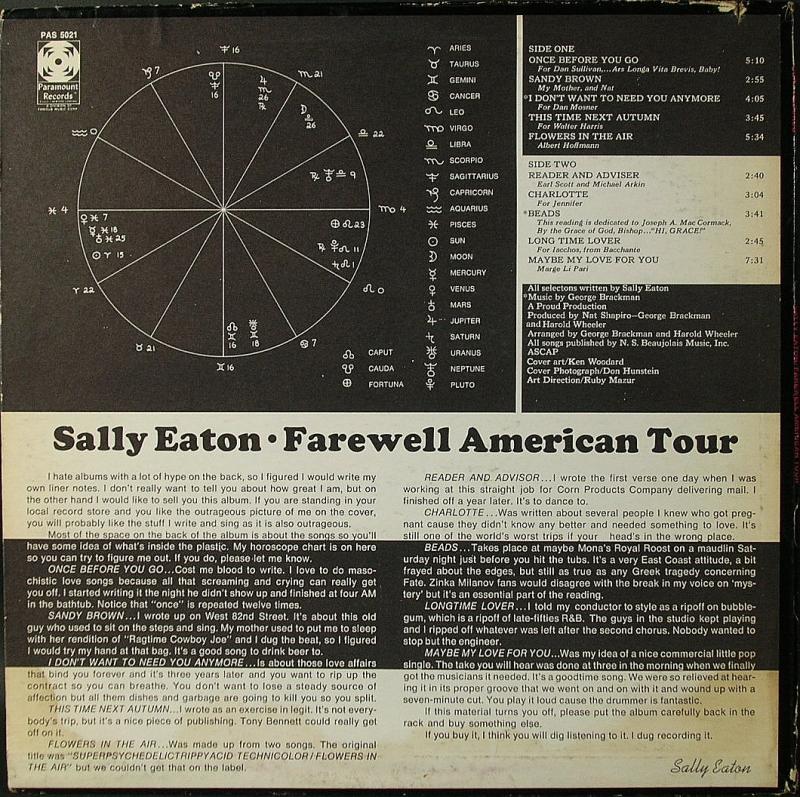 PAS 5021
Paramount
Records
♆ 16
♑ 7
16
♏ 21
26
26
♎ 22
♒ 0
♎ 9
♓ 4
♍ 4
♀ ♓ 7
☿ ♓ 18
♂ ♓ 25
☉ ♈ 15
⊕ ♌ 23
♌ 11
♌ 1
♈ 22
♌ 0
♉ 21
♊
16
18
♋ 7
♊ 16
♈ ARIES
♉ TAURUS
♊ GEMINI
♋ CANCER
♌ LEO
♍ VIRGO
♎ LIBRA
♏ SCORPIO
♐ SAGITTARIUS
♑ CAPRICORN
♒ AQUARIUS
♓ PISCES
☉ SUN
☽ MOON
☿ MERCURY
♀ VENUS
♂ MARS
♃ JUPITER
♄ SATURN
♅ URANUS
♆ NEPTUNE
♇ PLUTO
☊ CAPUT
☋ CAUDA
⊕ FORTUNA
SIDE ONE
ONCE BEFORE YOU GO 5:10
For Dan Sullivan,...Ars Longa Vita Brevis, Baby!
SANDY BROWN 2:55
My Mother, and Nat
*I DON'T WANT TO NEED YOU ANYMORE 4:05
For Dan Mosner
THIS TIME NEXT AUTUMN 3:45
For Walter Harris
FLOWERS IN THE AIR 5:34
Albert Hoffmann
SIDE TWO
READER AND ADVISER 2:40
Earl Scott and Michael Arkin
CHARLOTTE 3:04
For Jennifer
*BEADS 3:41
This reading is dedicated to Joseph A. Mac Cormack,
By the Grace of God, Bishop..."HI, GRACE!"
LONG TIME LOVER 2:45
For Iacchos, from Bacchante
MAYBE MY LOVE FOR YOU 7:31
Marge Li Pari
All selectons written by Sally Eaton
*Music by George Brackman
A Proud Production
Produced by Nat Shapiro—George Brackman
and Harold Wheeler
Arranged by George Brackman and Harold Wheeler
All songs published by N. S. Beaujolais Music, Inc.
ASCAP
Cover art/Ken Woodard
Cover Photograph/Don Hunstein
Art Direction/Ruby Mazur
Sally Eaton • Farewell American Tour
I hate albums with a lot of hype on the back, so I figured I would write my
own liner notes. I don't really want to tell you about how great I am, but on
the other hand I would like to sell you this album. If you are standing in your
local record store and you like the outrageous picture of me on the cover,
you will probably like the stuff I write and sing as it is also outrageous.
Most of the space on the back of the album is about the songs so you'll
have some idea of what's inside the plastic. My horoscope chart is on here
so you can try to figure me out. If you do, please let me know.
ONCE BEFORE YOU GO...Cost me blood to write. I love to do maso-
chistic love songs because all that screaming and crying can really get
you off. I started writing it the night he didn't show up and finished at four AM
in the bathtub. Notice that "once" is repeated twelve times.
SANDY BROWN...I wrote up on West 82nd Street. It's about this old
guy who used to sit on the steps and sing. My mother used to put me to sleep
with her rendition of "Ragtime Cowboy Joe" and I dug the beat, so I figured
I would try my hand at that bag. It's a good song to drink beer to.
I DON'T WANT TO NEED YOU ANYMORE...Is about those love affairs
that bind you forever and it's three years later and you want to rip up the
contract so you can breathe. You don't want to lose a steady source of
affection but all them dishes and garbage are going to kill you so you split.
THIS TIME NEXT AUTUMN...I wrote as an exercise in legit. It's not every-
body's trip, but it's a nice piece of publishing. Tony Bennett could really get
off on it.
FLOWERS IN THE AIR...Was made up from two songs. The original
title was "SUPERPSYCHEDELICTRIPPYACID TECHNICOLOR / FLOWERS IN
THE AIR" but we couldn't get that on the label.
READER AND ADVISOR...I wrote the first verse one day when I was
working at this straight job for Corn Products Company delivering mail. I
finished off a year later. It's to dance to.
CHARLOTTE...Was written about several people I knew who got preg-
nant cause they didn't know any better and needed something to love. It's
still one of the world's worst trips if your head's in the wrong place.
BEADS...Takes place at maybe Mona's Royal Roost on a maudlin Sat-
urday night just before you hit the tubs. It's a very East Coast attitude, a bit
frayed about the edges, but still as true as any Greek tragedy concerning
Fate. Zinka Milanov fans would disagree with the break in my voice on 'mys-
tery' but it's an essential part of the reading.
LONGTIME LOVER...I told my conductor to style as a ripoff on bubble-
gum, which is a ripoff of late-fifties R&B. The guys in the studio kept playing
and I ripped off whatever was left after the second chorus. Nobody wanted to
stop but the engineer.
MAYBE MY LOVE FOR YOU...Was my idea of a nice commercial little pop
single. The take you will hear was done at three in the morning when we finally
got the musicians it needed. It's a goodtime song. We were so relieved at hear-
ing it in its proper groove that we went on and on with it and wound up with a
seven-minute cut. You play it loud cause the drummer is fantastic.
If this material turns you off, please put the album carefully back in the
rack and buy something else.
If you buy it, I think you will dig listening to it. I dug recording it.
Sally Eaton